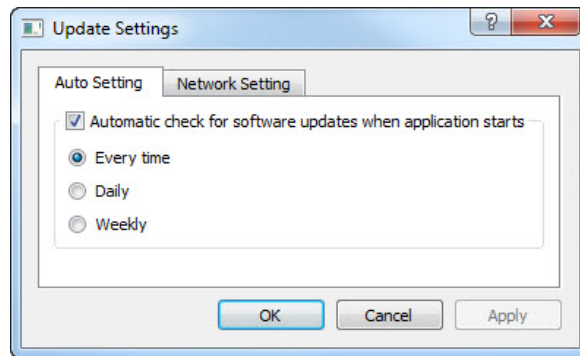 Update Settings
Auto Setting Network Setting
Automatic check for software updates when application starts
Every time
Daily
Weekly
OK Cancel Apply